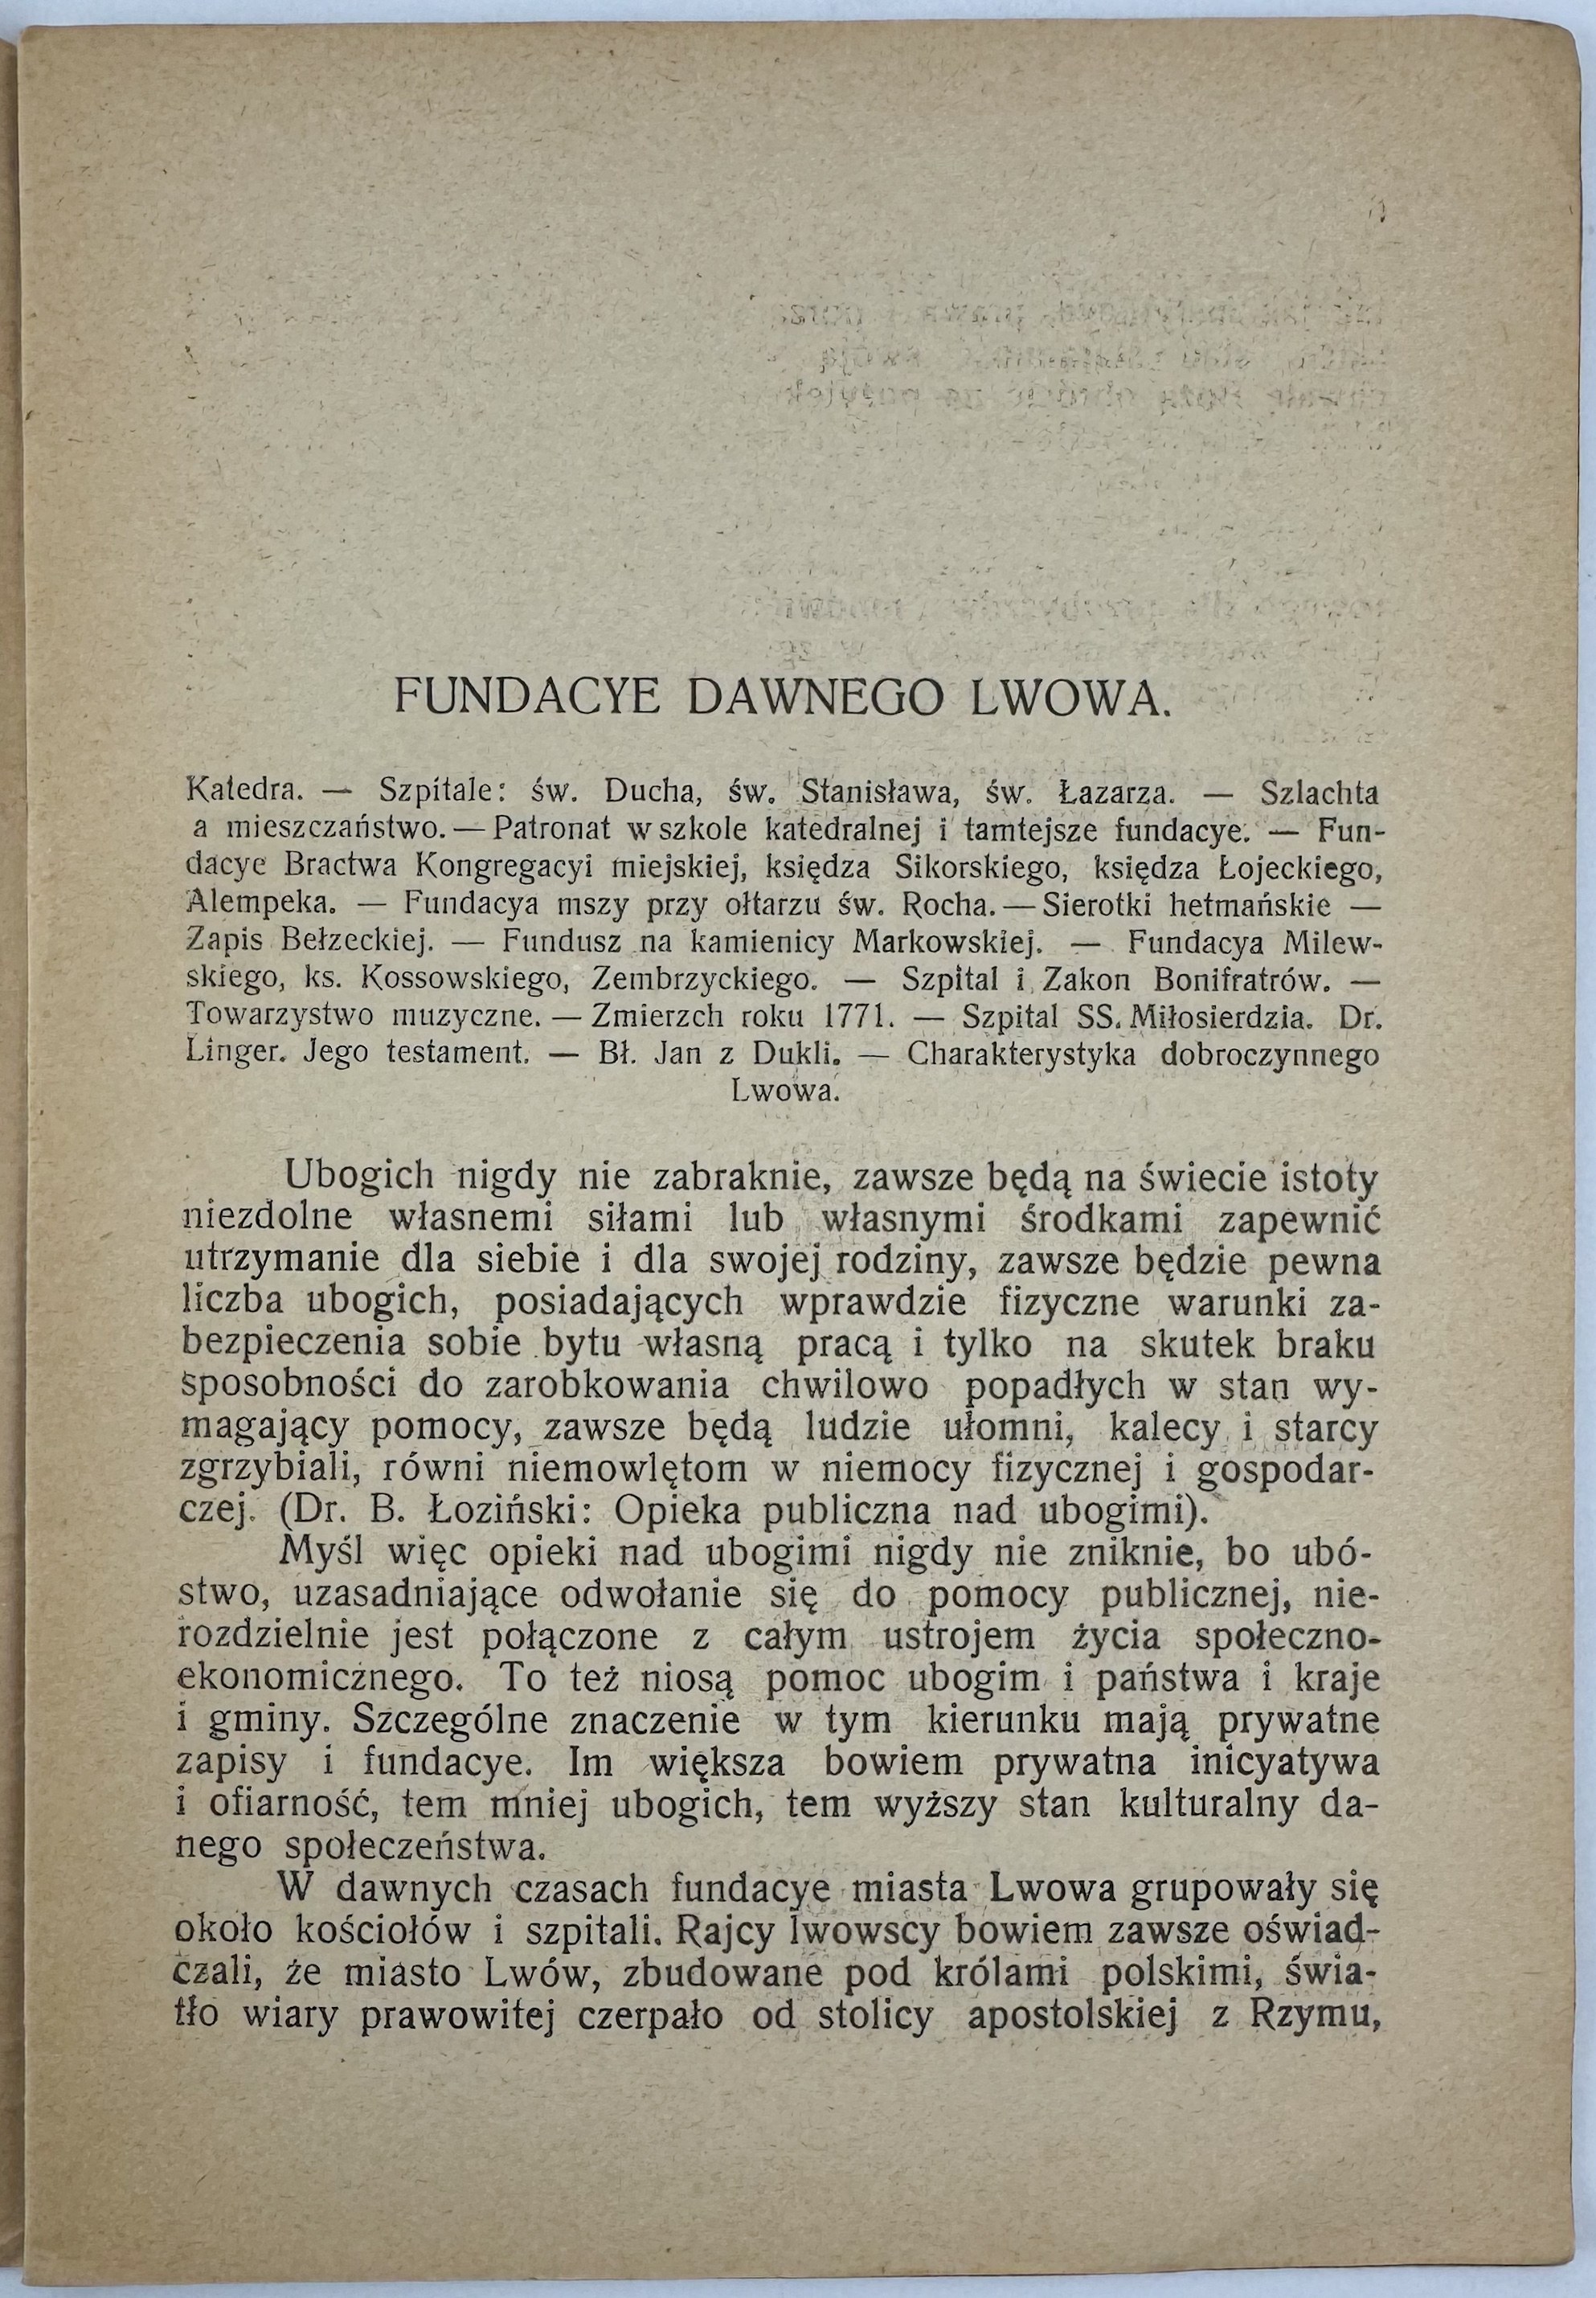 FUNDACYE DAWNEGO LWOWA.
Katedra. — Szpitale: św. Ducha, św. Stanisława, św. Łazarza. — Szlachta
a mieszczaństwo. — Patronat w szkole katedralnej i tamtejsze fundacye. — Fun-
dacye Bractwa Kongregacyi miejskiej, księdza Sikorskiego, księdza Łojeckiego,
Alempeka. — Fundacya mszy przy ołtarzu św. Rocha. — Sierotki hetmańskie —
Zapis Bełzeckiej. — Fundusz na kamienicy Markowskiej. — Fundacya Milew-
skiego, ks. Kossowskiego, Zembrzyckiego. — Szpital i Zakon Bonifratrów. —
Towarzystwo muzyczne. — Zmierzch roku 1771. — Szpital SS. Miłosierdzia. Dr.
Linger. Jego testament. — Bł. Jan z Dukli. — Charakterystyka dobroczynnego
Lwowa.
Ubogich nigdy nie zabraknie, zawsze będą na świecie istoty
niezdolne własnemi siłami lub własnymi środkami zapewnić
utrzymanie dla siebie i dla swojej rodziny, zawsze będzie pewna
liczba ubogich, posiadających wprawdzie fizyczne warunki za-
bezpieczenia sobie bytu własną pracą i tylko na skutek braku
sposobności do zarobkowania chwilowo popadłych w stan wy-
magający pomocy, zawsze będą ludzie ułomni, kalecy i starcy
zgrzybiali, równi niemowlętom w niemocy fizycznej i gospodar-
czej. (Dr. B. Łoziński: Opieka publiczna nad ubogimi).
Myśl więc opieki nad ubogimi nigdy nie zniknie, bo ubó-
stwo, uzasadniające odwołanie się do pomocy publicznej, nie-
rozdzielnie jest połączone z całym ustrojem życia społeczno-
ekonomicznego. To też niosą pomoc ubogim i państwa i kraje
i gminy. Szczególne znaczenie w tym kierunku mają prywatne
zapisy i fundacye. Im większa bowiem prywatna inicyatywa
i ofiarność, tem mniej ubogich, tem wyższy stan kulturalny da-
nego społeczeństwa.
W dawnych czasach fundacye miasta Lwowa grupowały się
około kościołów i szpitali. Rajcy lwowscy bowiem zawsze oświad-
czali, że miasto Lwów, zbudowane pod królami polskimi, świa-
tło wiary prawowitej czerpało od stolicy apostolskiej z Rzymu,